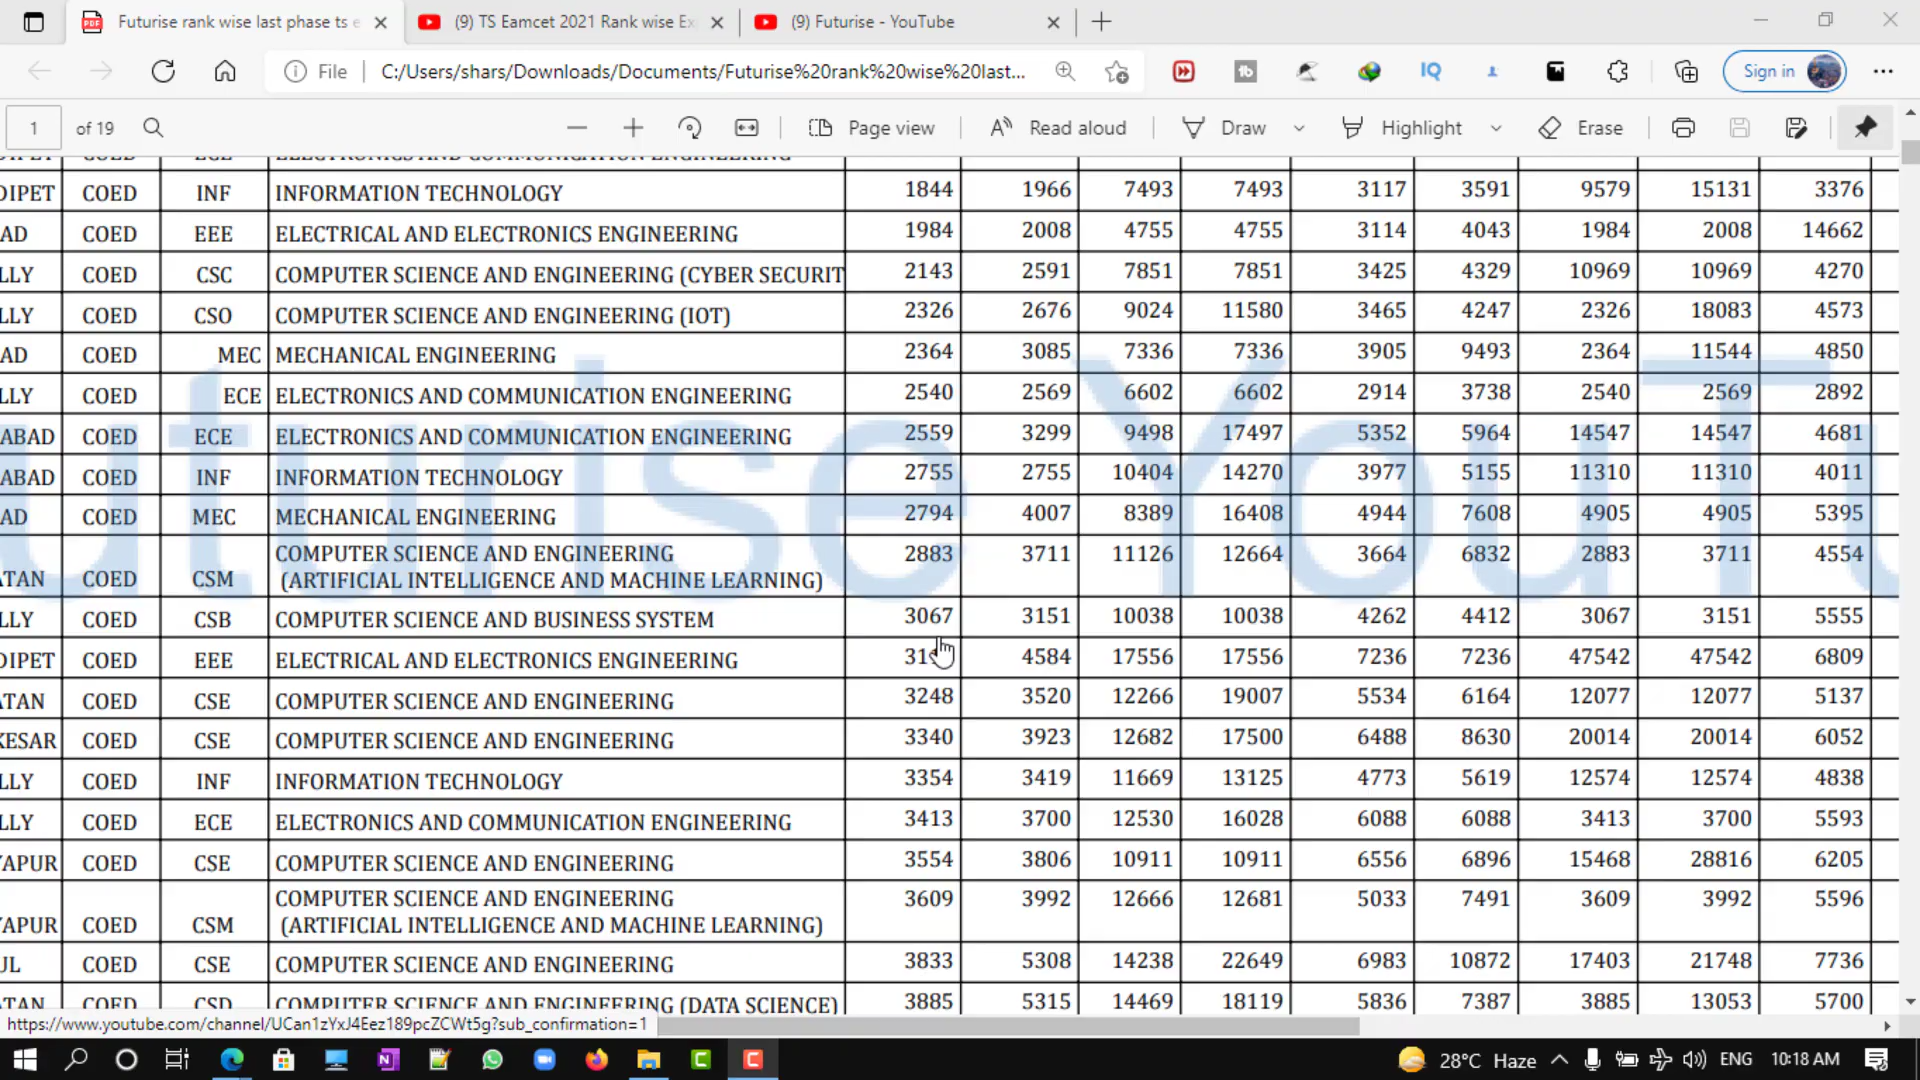 Futurise rank wise last phase ts e
(9) TS Eamcet 2021 Rank wise Ex
(9) Futurise - YouTube
File C:/Users/shars/Downloads/Documents/Futurise%20rank%20wise%20last... Sign in
1 of 19 Page view Read aloud Draw Highlight Erase
DIPET COED INF INFORMATION TECHNOLOGY 1844 1966 7493 7493 3117 3591 9579 15131 3376
AD COED EEE ELECTRICAL AND ELECTRONICS ENGINEERING 1984 2008 4755 4755 3114 4043 1984 2008 14662
LLY COED CSC COMPUTER SCIENCE AND ENGINEERING (CYBER SECURIT 2143 2591 7851 7851 3425 4329 10969 10969 4270
LLY COED CSO COMPUTER SCIENCE AND ENGINEERING (IOT) 2326 2676 9024 11580 3465 4247 2326 18083 4573
AD COED MEC MECHANICAL ENGINEERING 2364 3085 7336 7336 3905 9493 2364 11544 4850
LLY COED ECE ELECTRONICS AND COMMUNICATION ENGINEERING 2540 2569 6602 6602 2914 3738 2540 2569 2892
ABAD COED ECE ELECTRONICS AND COMMUNICATION ENGINEERING 2559 3299 9498 17497 5352 5964 14547 14547 4681
ABAD COED INF INFORMATION TECHNOLOGY 2755 2755 10404 14270 3977 5155 11310 11310 4011
AD COED MEC MECHANICAL ENGINEERING 2794 4007 8389 16408 4944 7608 4905 4905 5395
COMPUTER SCIENCE AND ENGINEERING 2883 3711 11126 12664 3664 6832 2883 3711 4554
ATAN COED CSM (ARTIFICIAL INTELLIGENCE AND MACHINE LEARNING)
LLY COED CSB COMPUTER SCIENCE AND BUSINESS SYSTEM 3067 3151 10038 10038 4262 4412 3067 3151 5555
DIPET COED EEE ELECTRICAL AND ELECTRONICS ENGINEERING 4584 17556 17556 7236 7236 47542 47542 6809
ATAN COED CSE COMPUTER SCIENCE AND ENGINEERING 3248 3520 12266 19007 5534 6164 12077 12077 5137
KESAR COED CSE COMPUTER SCIENCE AND ENGINEERING 3340 3923 12682 17500 6488 8630 20014 20014 6052
LLY COED INF INFORMATION TECHNOLOGY 3354 3419 11669 13125 4773 5619 12574 12574 4838
LLY COED ECE ELECTRONICS AND COMMUNICATION ENGINEERING 3413 3700 12530 16028 6088 6088 3413 3700 5593
YAPUR COED CSE COMPUTER SCIENCE AND ENGINEERING 3554 3806 10911 10911 6556 6896 15468 28816 6205
COMPUTER SCIENCE AND ENGINEERING 3609 3992 12666 12681 5033 7491 3609 3992 5596
YAPUR COED CSM (ARTIFICIAL INTELLIGENCE AND MACHINE LEARNING)
UL COED CSE COMPUTER SCIENCE AND ENGINEERING 3833 5308 14238 22649 6983 10872 17403 21748 7736
ATAN COED CSD COMPUTER SCIENCE AND ENGINEERING (DATA SCIENCE) 3885 5315 14469 18119 5836 7387 3885 13053 5700
uturise YouTu
https://www.youtube.com/channel/UCan1zYxJ4Eez189pcZCWt5g?sub_confirmation=1
28°C Haze ENG 10:18 AM